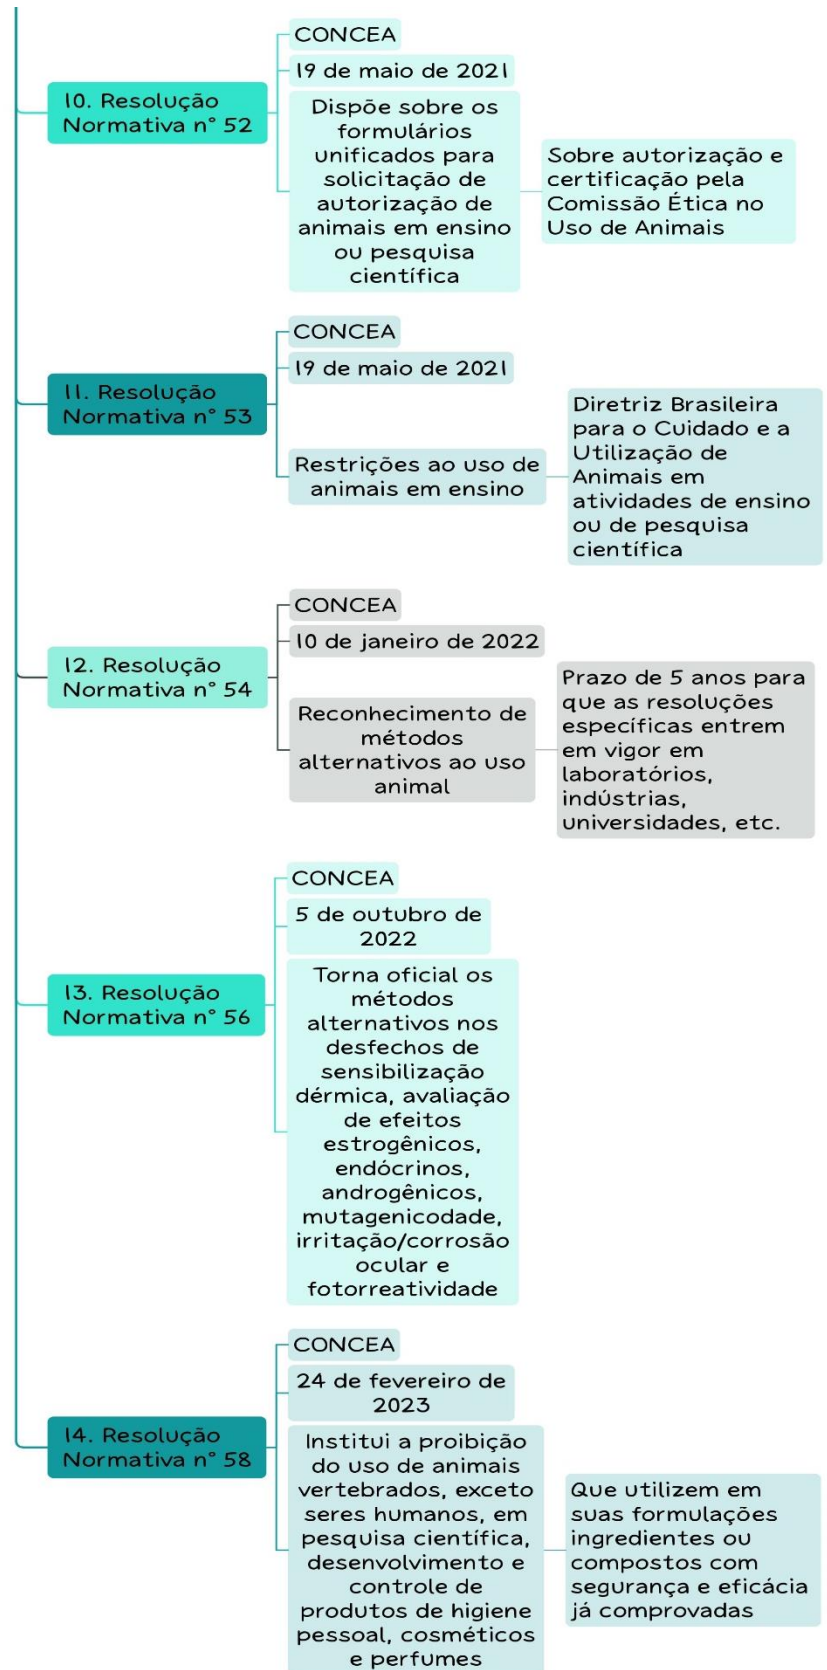 10. Resolução
Normativa n° 52
CONCEA
19 de maio de 2021
Dispõe sobre os
formulários
unificados para
solicitação de
autorização de
animais em ensino
ou pesquisa
científica
Sobre autorização e
certificação pela
Comissão Ética no
Uso de Animais
11. Resolução
Normativa n° 53
CONCEA
19 de maio de 2021
Restrições ao uso de
animais em ensino
Diretriz Brasileira
para o Cuidado e a
Utilização de
Animais em
atividades de ensino
ou de pesquisa
científica
12. Resolução
Normativa n° 54
CONCEA
10 de janeiro de 2022
Reconhecimento de
métodos
alternativos ao uso
animal
Prazo de 5 anos para
que as resoluções
específicas entrem
em vigor em
laboratórios,
indústrias,
universidades, etc.
13. Resolução
Normativa n° 56
CONCEA
5 de outubro de
2022
Torna oficial os
métodos
alternativos nos
desfechos de
sensibilização
dérmica, avaliação
de efeitos
estrogênicos,
endócrinos,
androgênicos,
mutagenicodade,
irritação/corrosão
ocular e
fotorreatividade
14. Resolução
Normativa n° 58
CONCEA
24 de fevereiro de
2023
Institui a proibição
do uso de animais
vertebrados, exceto
seres humanos, em
pesquisa científica,
desenvolvimento e
controle de
produtos de higiene
pessoal, cosméticos
e perfumes
Que utilizem em
suas formulações
ingredientes ou
compostos com
segurança e eficácia
já comprovadas